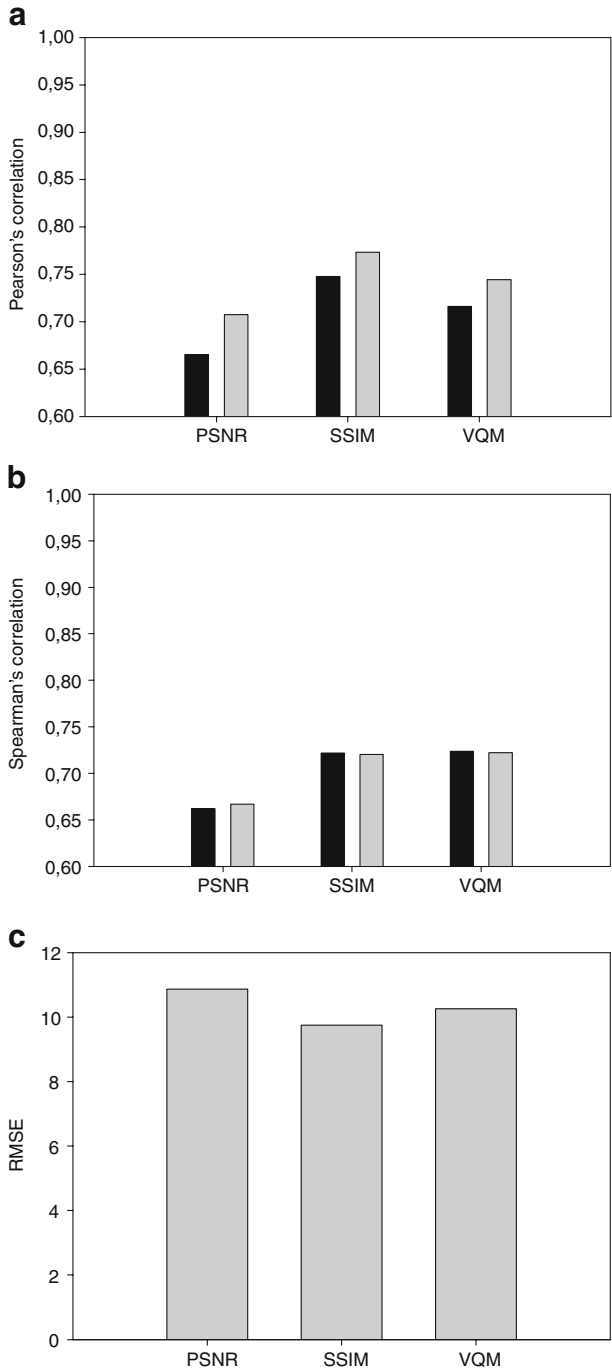 a
1,00
0,95
0,90
0,85
0,80
0,75
0,70
0,65
0,60
Pearson's correlation
PSNR SSIM VQM
b
1,00
0,95
0,90
0,85
0,80
0,75
0,70
0,65
0,60
Spearman's correlation
PSNR SSIM VQM
c
12
10
8
6
4
2
0
RMSE
PSNR SSIM VQM